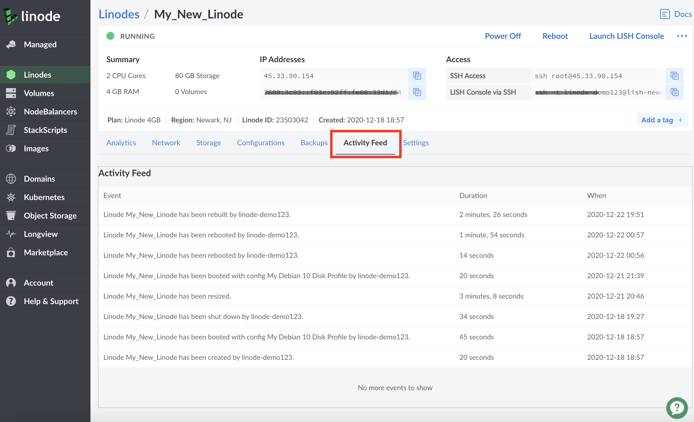 linode
Linodes / My_New_Linode
Docs
RUNNING
Power Off Reboot Launch LISH Console ...
Managed
Linodes
Volumes
NodeBalancers
StackScripts
Images
Domains
Kubernetes
Object Storage
Longview
Marketplace
Account
Help & Support
Summary
2 CPU Cores 80 GB Storage
4 GB RAM 0 Volumes
IP Addresses
45.33.90.154
Access
SSH Access ssh root@45.33.90.154
LISH Console via SSH demo123@lish-new
Plan: Linode 4GB Region: Newark, NJ Linode ID: 23503042 Created: 2020-12-18 18:57
Add a tag +
Analytics Network Storage Configurations Backups Activity Feed Settings
Activity Feed
Event Duration When
Linode My_New_Linode has been rebuilt by linode-demo123. 2 minutes, 26 seconds 2020-12-22 19:51
Linode My_New_Linode has been rebooted by linode-demo123. 1 minute, 54 seconds 2020-12-22 00:57
Linode My_New_Linode has been rebooted by linode-demo123. 14 seconds 2020-12-22 00:56
Linode My_New_Linode has been booted with config My Debian 10 Disk Profile by linode-demo123. 20 seconds 2020-12-21 21:39
Linode My_New_Linode has been resized. 3 minutes, 8 seconds 2020-12-21 20:46
Linode My_New_Linode has been shut down by linode-demo123. 34 seconds 2020-12-18 19:27
Linode My_New_Linode has been booted with config My Debian 10 Disk Profile by linode-demo123. 45 seconds 2020-12-18 18:57
Linode My_New_Linode has been created by linode-demo123. 20 seconds 2020-12-18 18:57
No more events to show
?